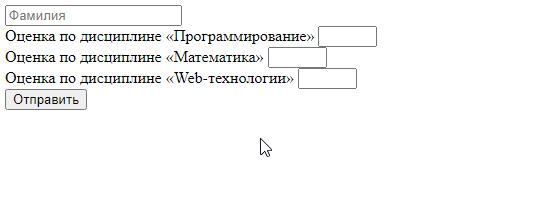 Фамилия
Оценка по дисциплине «Программирование»
Оценка по дисциплине «Математика»
Оценка по дисциплине «Web-технологии»
Отправить